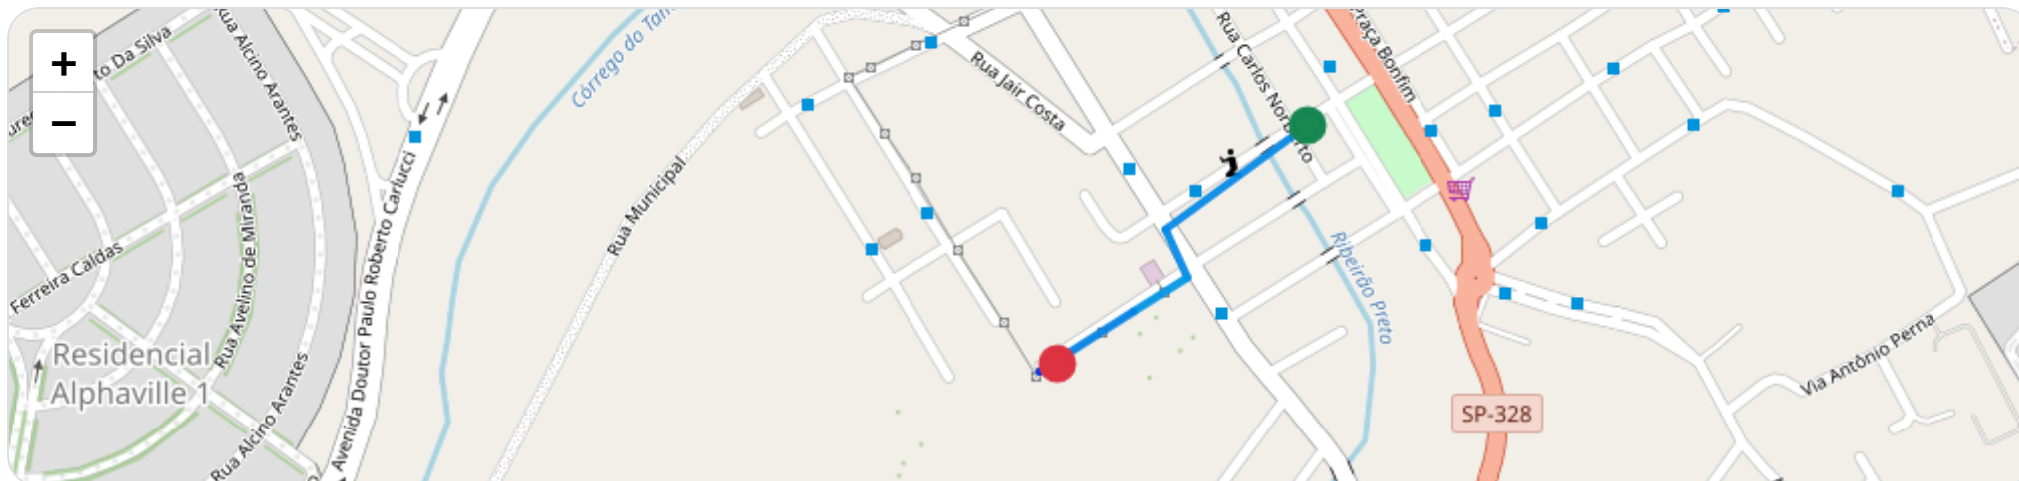 +
−
to Da Silva
Rua Alcino Arantes
Córrego do Tan
Rua Jair Costa
Rua Carlos Norberto
Praça Bonfim
Rua Municipal
Avenida Doutor Paulo Roberto Carlucci
Rua Avelino de Miranda
Ferreira Caldas
Ribeirão Preto
Residencial
Alphaville 1
Rua Alcino Arantes
Via Antônio Perna
SP-328